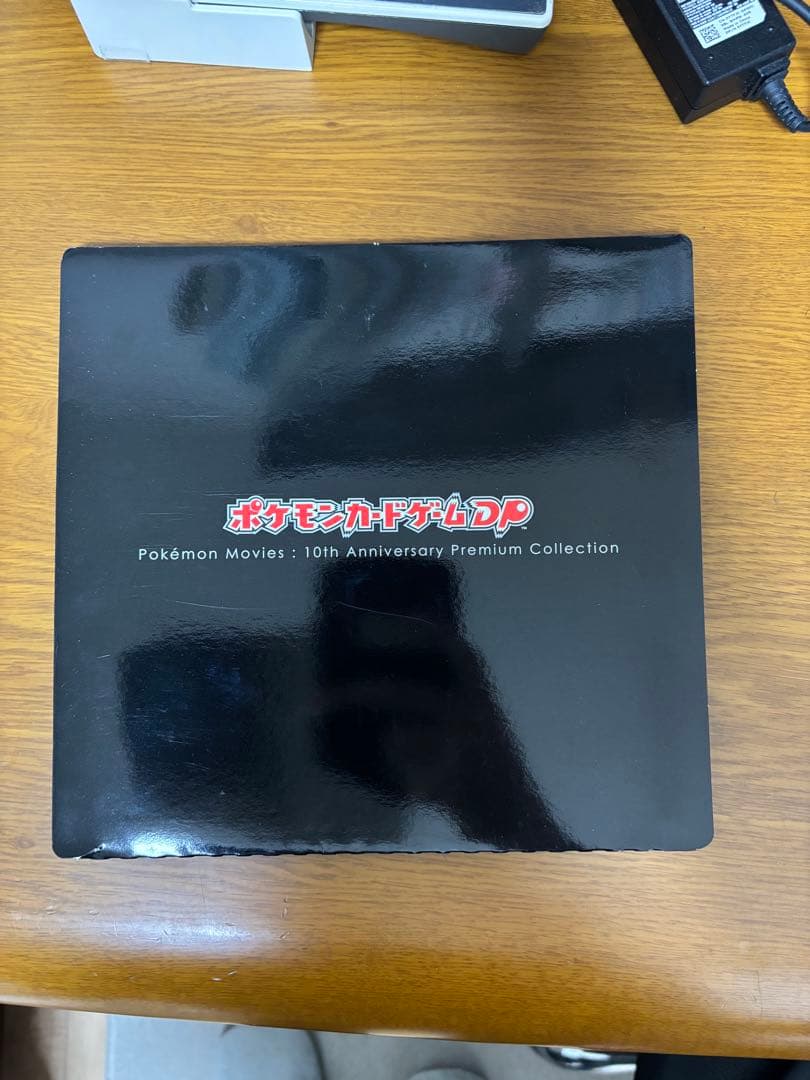 ポケモンカードゲームDP
Pokémon Movies : 10th Anniversary Premium Collection